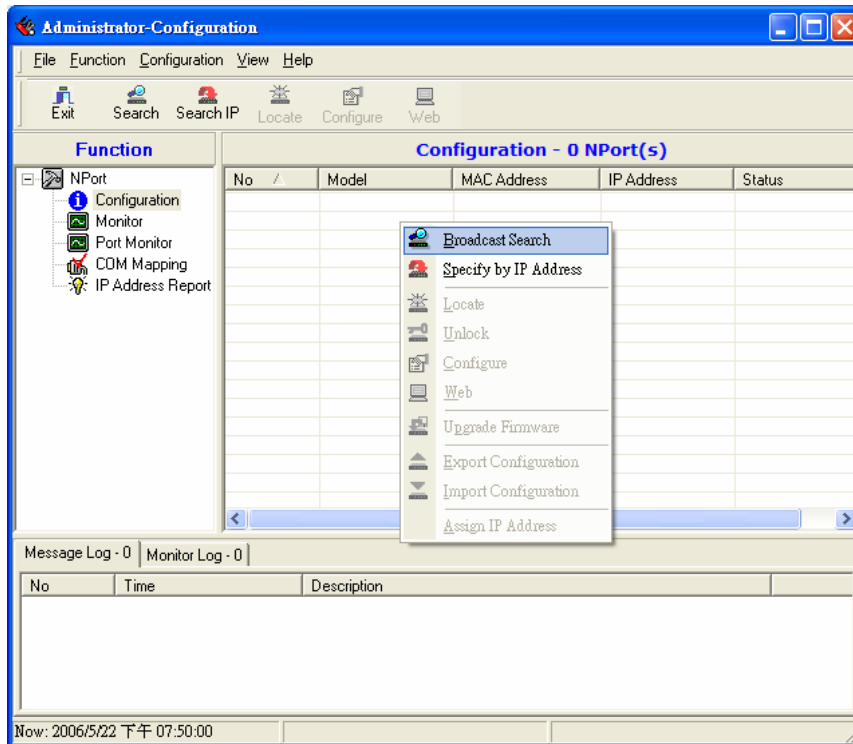 Administrator-Configuration
File Function Configuration View Help
Exit Search Search IP Locate Configure Web
Function
Configuration - 0 NPort(s)
NPort
Configuration
Monitor
Port Monitor
COM Mapping
IP Address Report
No Model MAC Address IP Address Status
Broadcast Search
Specify by IP Address
Locate
Unlock
Configure
Web
Upgrade Firmware
Export Configuration
Import Configuration
Assign IP Address
Message Log - 0 Monitor Log - 0
No Time Description
Now: 2006/5/22 下午 07:50:00